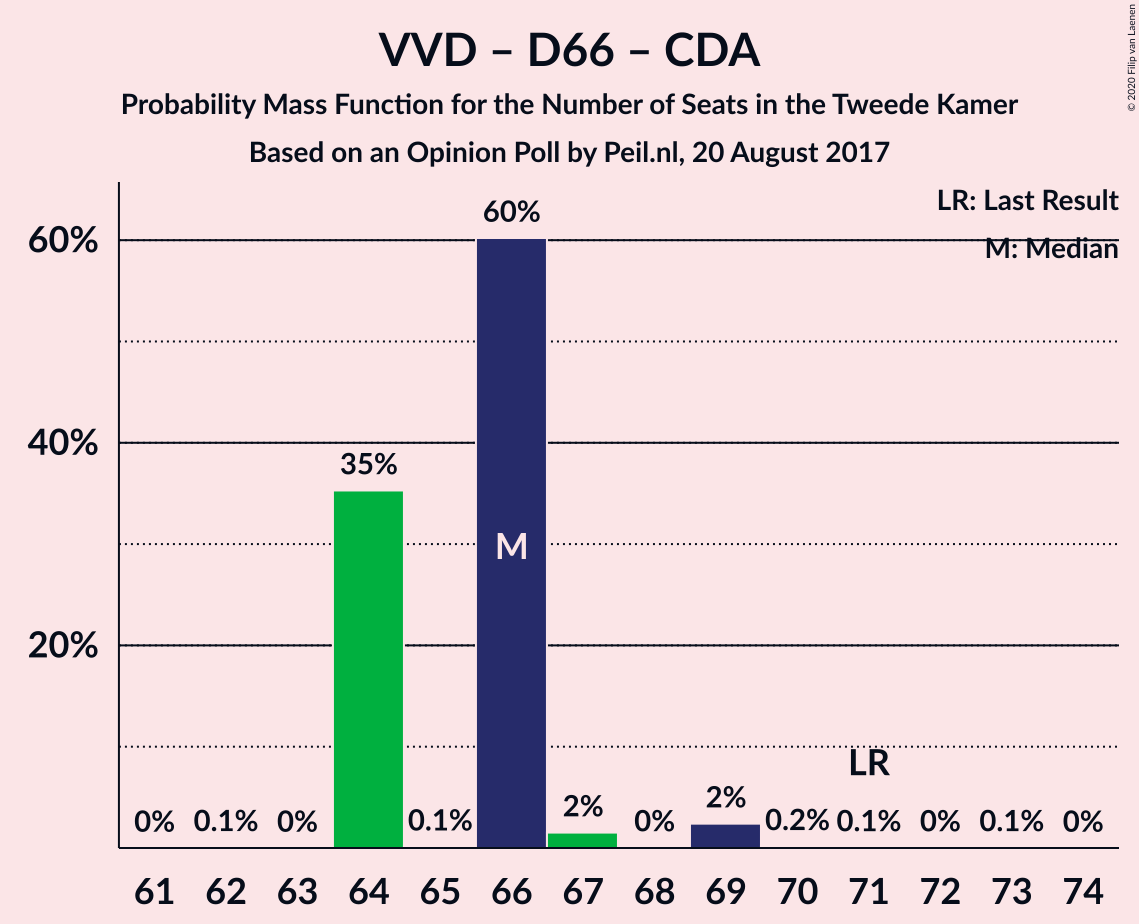 VVD – D66 – CDA
Probability Mass Function for the Number of Seats in the Tweede Kamer
Based on an Opinion Poll by Peil.nl, 20 August 2017
© 2020 Filip van Laenen
LR: Last Result
M: Median
60%
40%
20%
0% 0.1% 0% 35% 0.1% 60% 2% 0% 2% 0.2% 0.1% 0% 0.1% 0%
M
LR
61 62 63 64 65 66 67 68 69 70 71 72 73 74